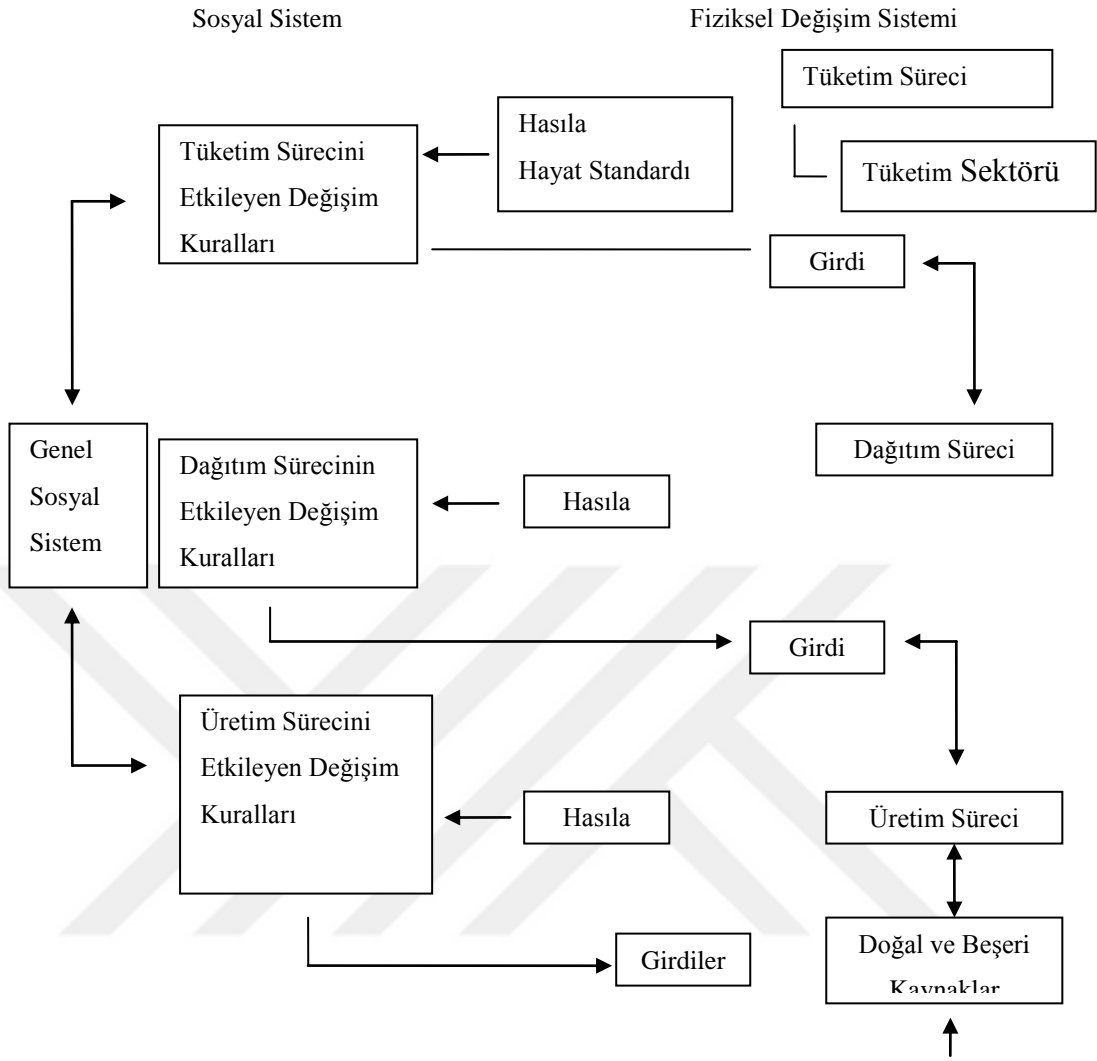 Sosyal Sistem
Fiziksel Değişim Sistemi
Tüketim Süreci
Hasıla
Hayat Standardı
Tüketim Sürecini
Etkileyen Değişim
Kuralları
Tüketim Sektörü
Girdi
Genel
Sosyal
Sistem
Dağıtım Sürecinin
Etkileyen Değişim
Kuralları
Hasıla
Dağıtım Süreci
Girdi
Üretim Sürecini
Etkileyen Değişim
Kuralları
Hasıla
Üretim Süreci
Girdiler
Doğal ve Beşeri
Kaynaklar